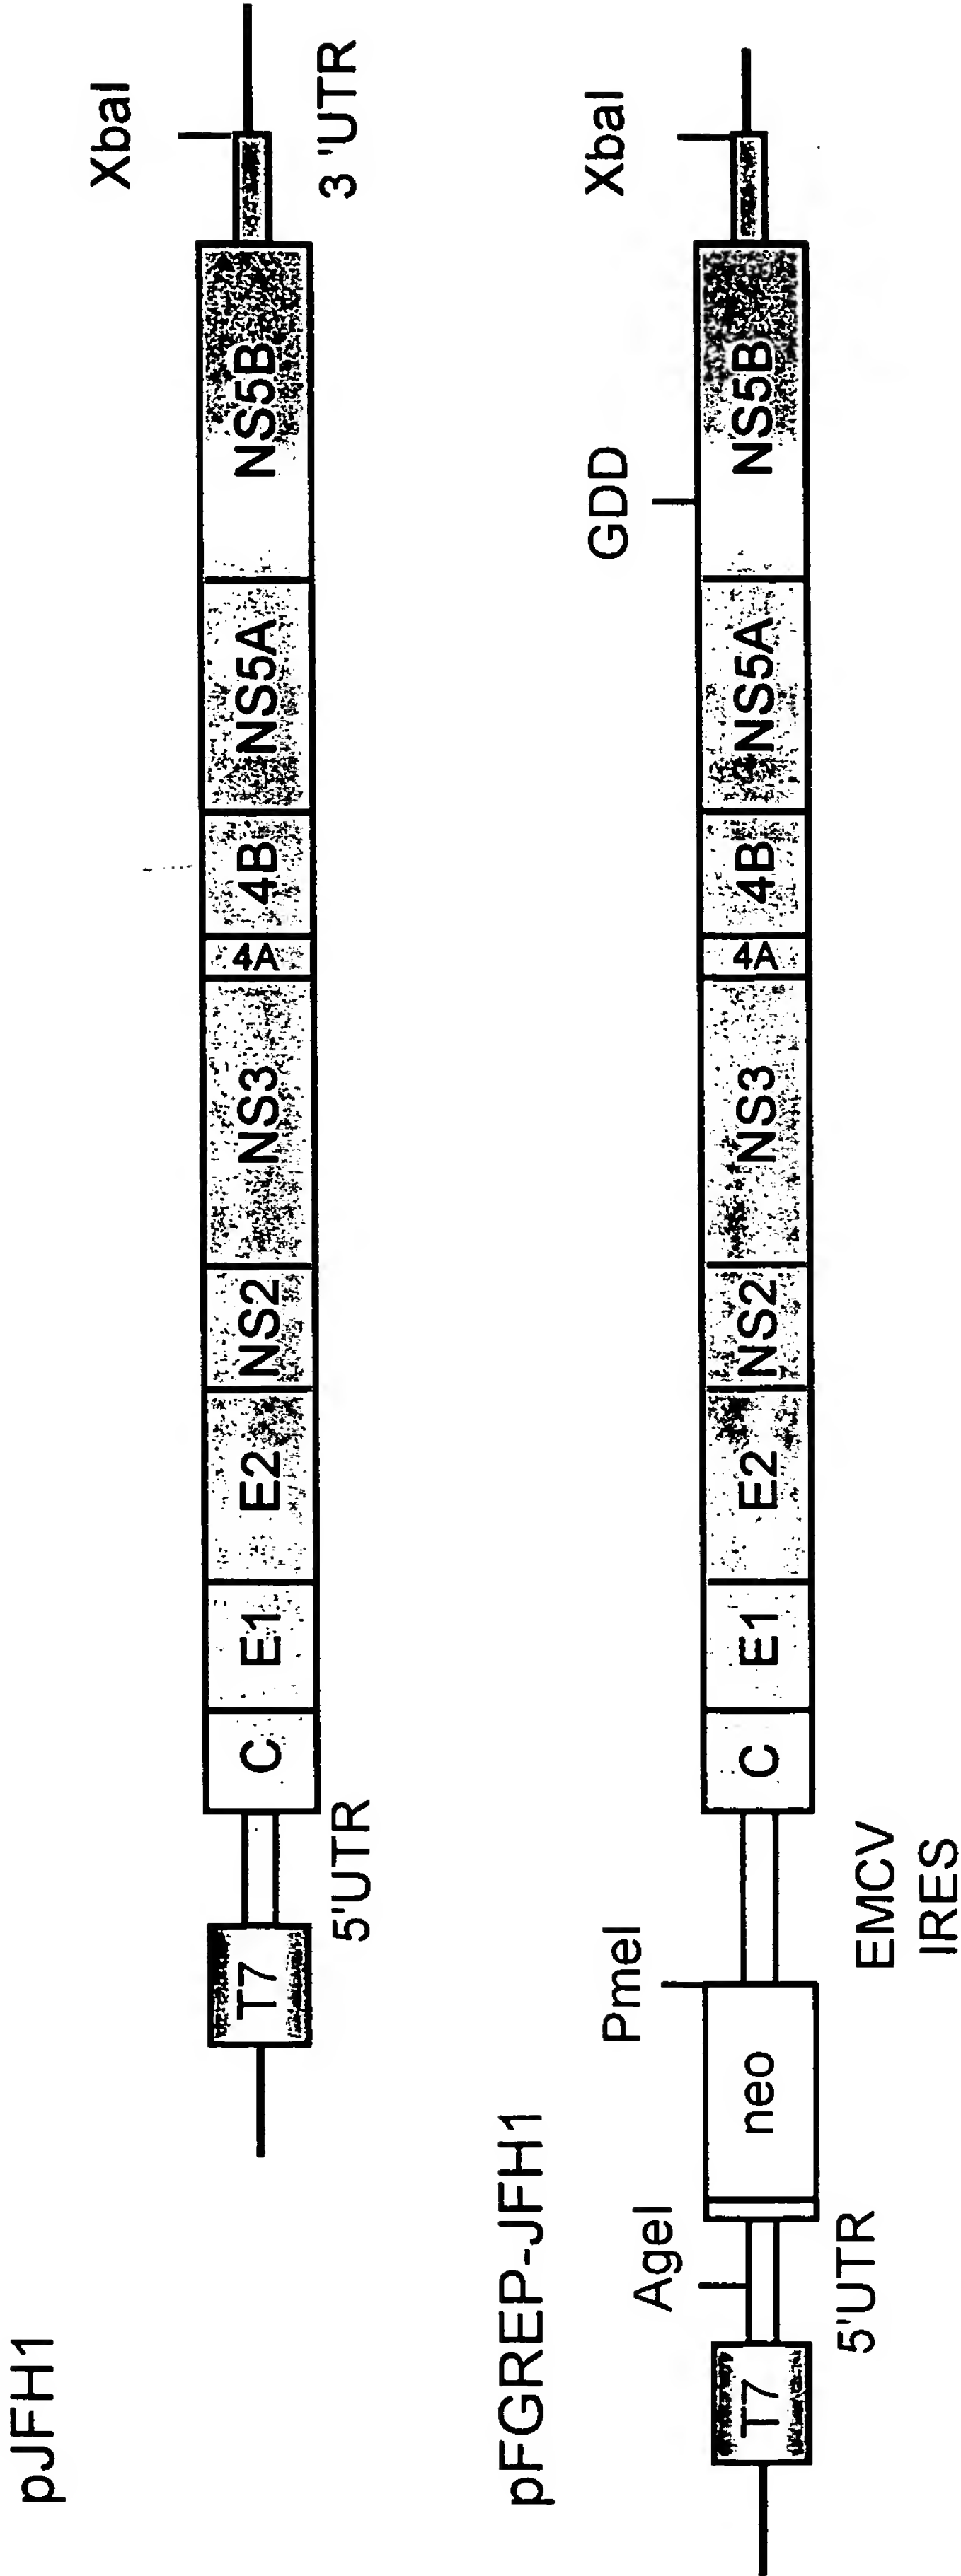 pJFH1
XbaI
T7 C E1 E2 NS2 NS3 4A 4B NS5A NS5B
5'UTR 3 'UTR
pFGREP-JFH1
AgeI PmeI GDD XbaI
T7 neo C E1 E2 NS2 NS3 4A 4B NS5A NS5B
5'UTR EMCV
IRES